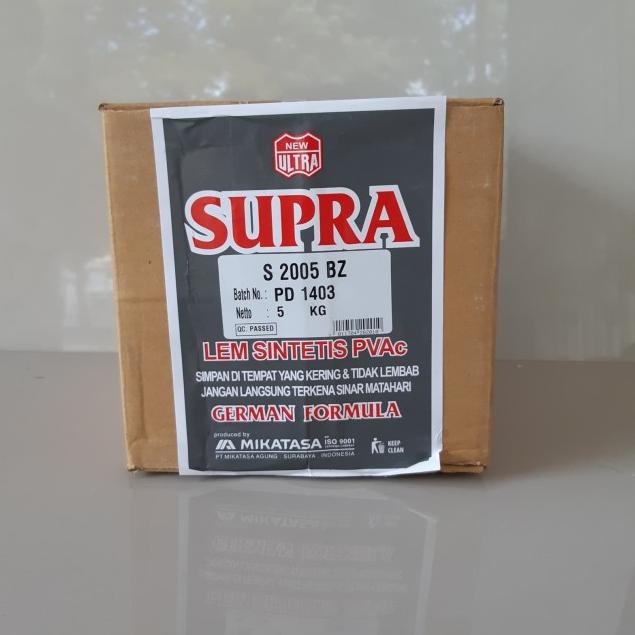 NEW
ULTRA
SUPRA
S 2005 BZ
Batch No. : PD 1403
Netto : 5 KG
QC. PASSED
LEM SINTETIS PVAc
SIMPAN DI TEMPAT YANG KERING & TIDAK LEMBAB
JANGAN LANGSUNG TERKENA SINAR MATAHARI
GERMAN FORMULA
produced by
MIKATASA
ISO 9001
PT. MIKATASA AGUNG SURABAYA INDONESIA
KEEP
CLEAN